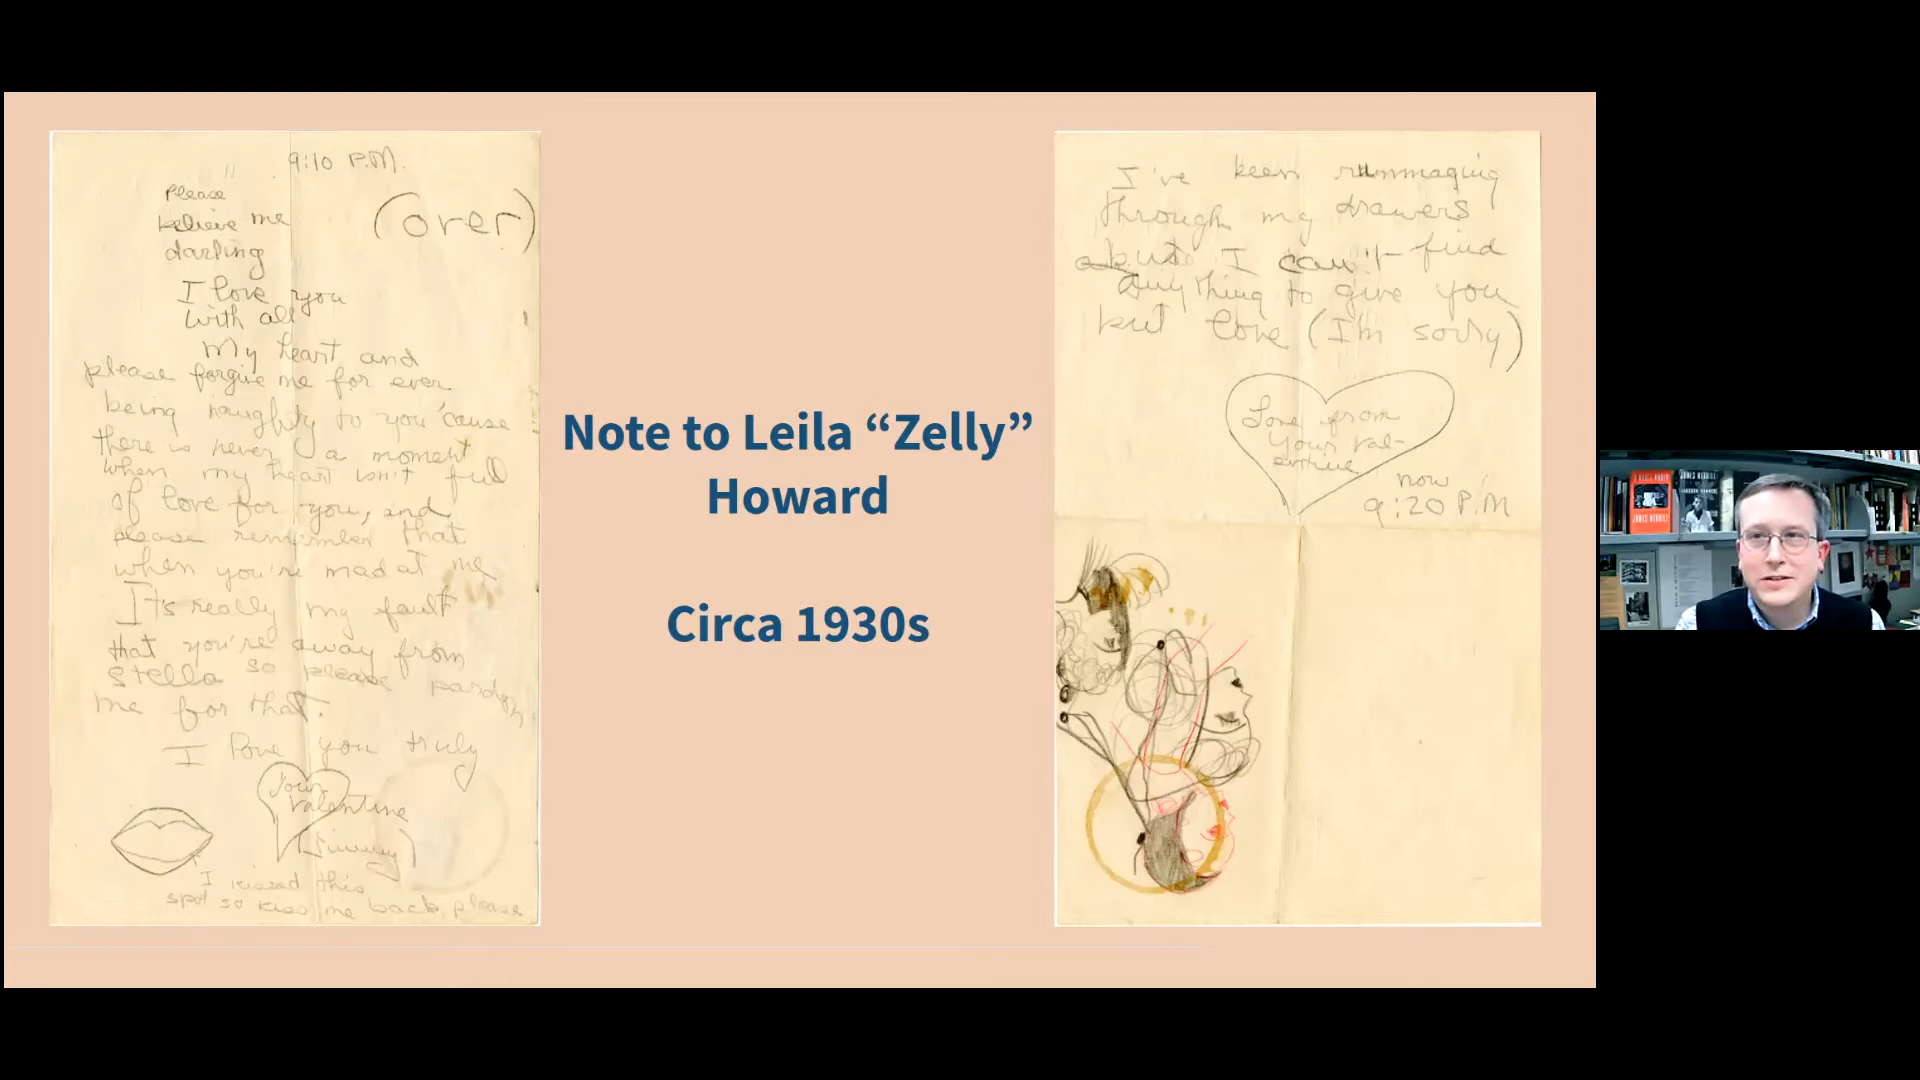 9:10 P.M.
Please
believe me
darling
(over)
I love you
with all
My heart and
please forgive me for ever
being naughty to you 'cause
there is never a moment
when my heart isn't full
of love for you, and
please remember that
when you're mad at me
It's really my fault
that you're away from
Stella so please pardon
me for that.
I love you truly
Your
Valentine
(Jimmy)
I kissed this
spot so kiss me back, please
Note to Leila “Zelly”
Howard
Circa 1930s
I've been rummaging
through my drawers
but I can't find
anything to give you
but love (I'm sorry)
Love from
Your Val-
entine
now
9:20 P.M
JAMES MERRILL